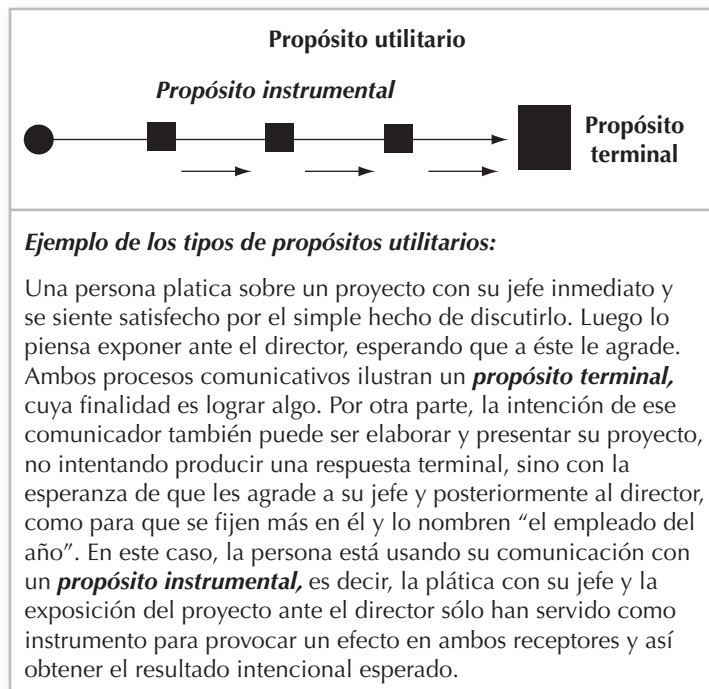 Propósito utilitario
Propósito instrumental
Propósito
terminal
Ejemplo de los tipos de propósitos utilitarios:
Una persona platica sobre un proyecto con su jefe inmediato y
se siente satisfecho por el simple hecho de discutirlo. Luego lo
piensa exponer ante el director, esperando que a éste le agrade.
Ambos procesos comunicativos ilustran un propósito terminal,
cuya finalidad es lograr algo. Por otra parte, la intención de ese
comunicador también puede ser elaborar y presentar su proyecto,
no intentando producir una respuesta terminal, sino con la
esperanza de que les agrade a su jefe y posteriormente al director,
como para que se fijen más en él y lo nombren “el empleado del
año”. En este caso, la persona está usando su comunicación con
un propósito instrumental, es decir, la plática con su jefe y la
exposición del proyecto ante el director sólo han servido como
instrumento para provocar un efecto en ambos receptores y así
obtener el resultado intencional esperado.